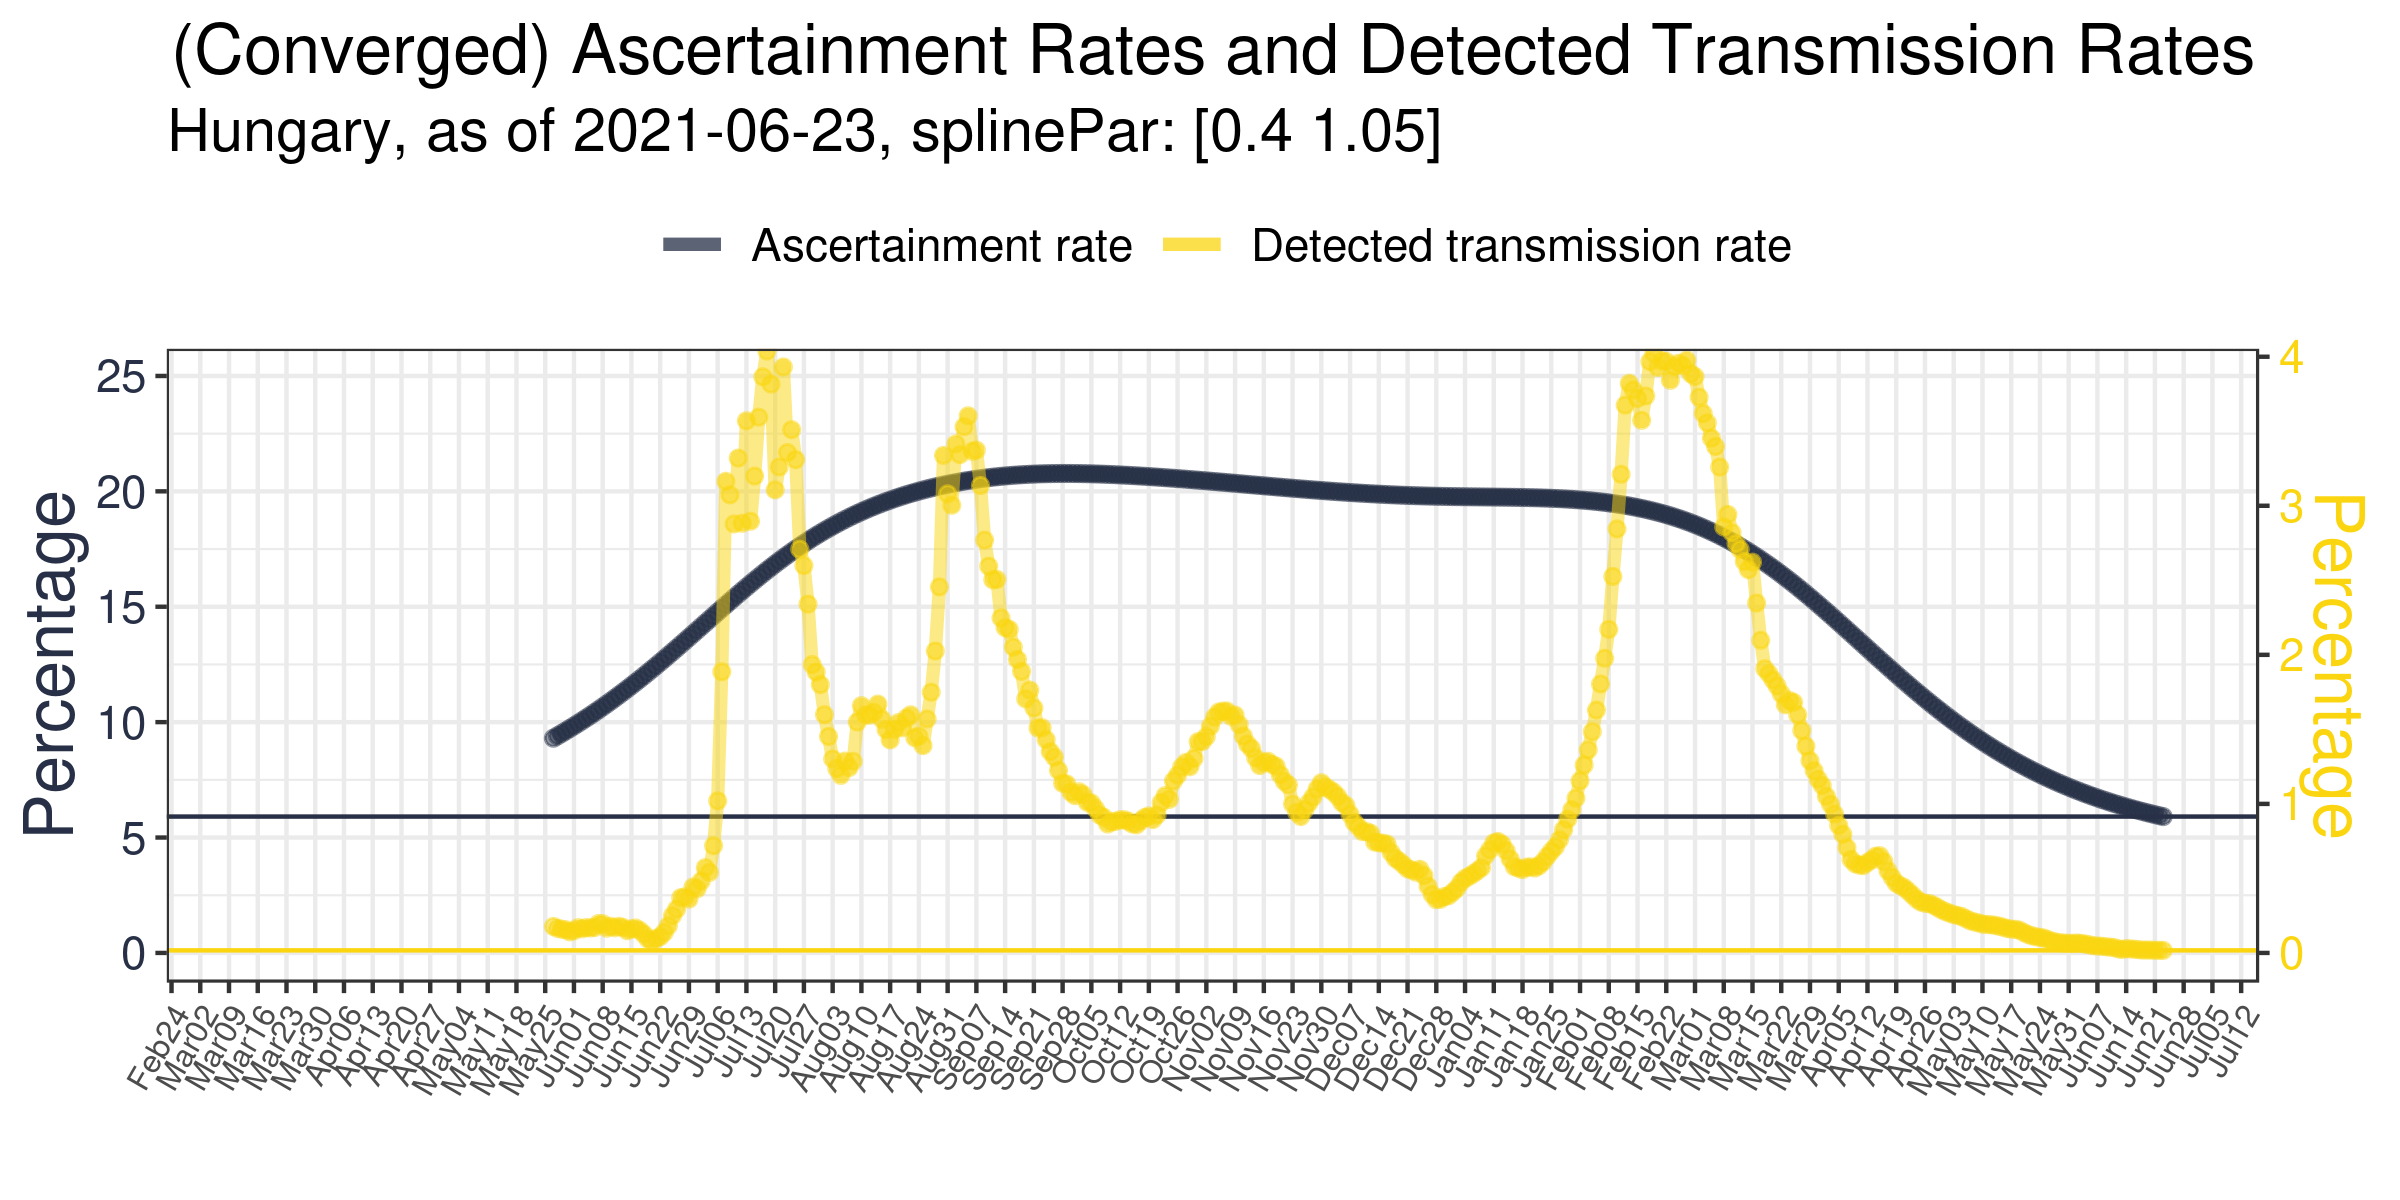 (Converged) Ascertainment Rates and Detected Transmission Rates
Hungary, as of 2021-06-23, splinePar: [0.4 1.05]
Ascertainment rate
Detected transmission rate
Percentage
25
20
15
10
5
0
4
3
2
1
0
Percentage
Feb24
Mar02
Mar09
Mar16
Mar23
Mar30
Apr06
Apr13
Apr20
Apr27
May04
May11
May18
May25
Jun01
Jun08
Jun15
Jun22
Jun29
Jul06
Jul13
Jul20
Jul27
Aug03
Aug10
Aug17
Aug24
Aug31
Sep07
Sep14
Sep21
Sep28
Oct05
Oct12
Oct19
Oct26
Nov02
Nov09
Nov16
Nov23
Nov30
Dec07
Dec14
Dec21
Dec28
Jan04
Jan11
Jan18
Jan25
Feb01
Feb08
Feb15
Feb22
Mar01
Mar08
Mar15
Mar22
Mar29
Apr05
Apr12
Apr19
Apr26
May03
May10
May17
May24
May31
Jun07
Jun14
Jun21
Jun28
Jul05
Jul12